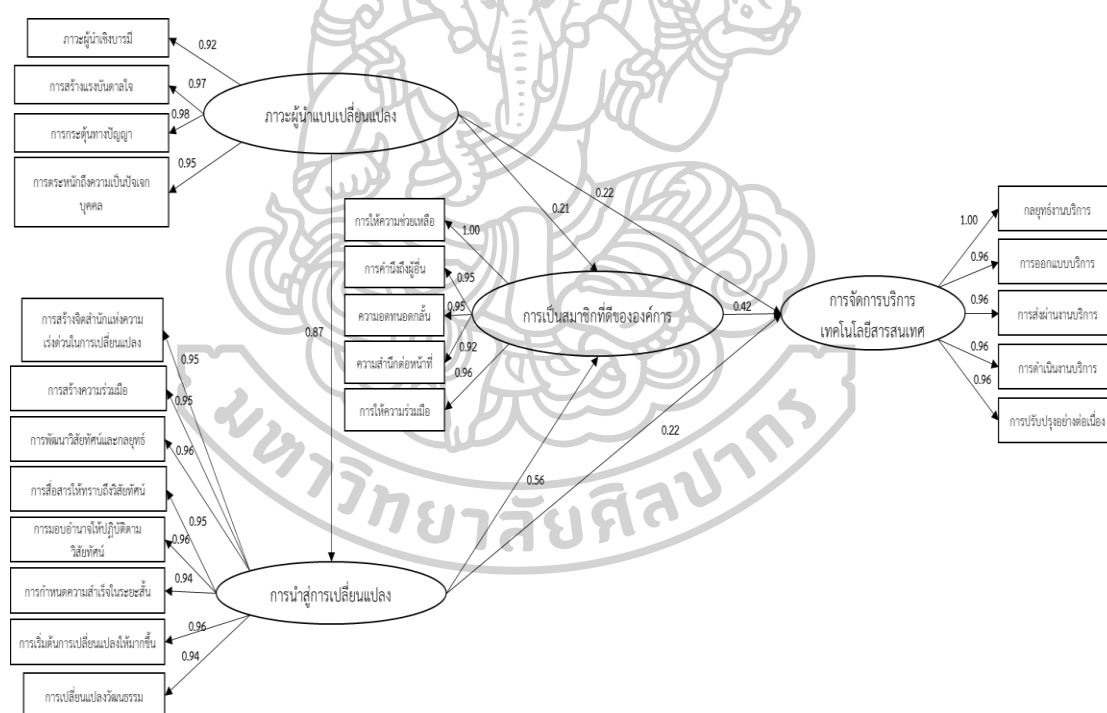 ภาวะผู้นำเชิงบารมี
0.92
การสร้างแรงบันดาลใจ
0.97
ภาวะผู้นำแบบเปลี่ยนแปลง
0.98
การกระตุ้นทางปัญญา
0.95
การตระหนักถึงความเป็นปัจเจก
บุคคล
0.22
0.21
การให้ความช่วยเหลือ
1.00
การคำนึงถึงผู้อื่น
0.95
ความอดทนอดกลั้น
0.95
ความสำนึกต่อหน้าที่
0.92
การให้ความร่วมมือ
0.96
การเป็นสมาชิกที่ดีขององค์การ
0.42
การจัดการบริการ
เทคโนโลยีสารสนเทศ
1.00
กลยุทธ์งานบริการ
0.96
การออกแบบบริการ
0.96
การส่งผ่านงานบริการ
0.96
การดำเนินงานบริการ
0.96
การปรับปรุงอย่างต่อเนื่อง
0.87
0.22
0.56
การสร้างจิตสำนักแห่งความ
เร่งด่วนในการเปลี่ยนแปลง
0.95
การสร้างความร่วมมือ
0.95
การพัฒนาวิสัยทัศน์และกลยุทธ์
0.96
การสื่อสารให้ทราบถึงวิสัยทัศน์
0.95
การมอบอำนาจให้ปฏิบัติตาม
วิสัยทัศน์
0.96
การกำหนดความสำเร็จในระยะสั้น
0.94
การนำสู่การเปลี่ยนแปลง
การเริ่มต้นการเปลี่ยนแปลงให้มากขึ้น
0.96
การเปลี่ยนแปลงวัฒนธรรม
0.94
มหาวิทยาลัยศิลปากร